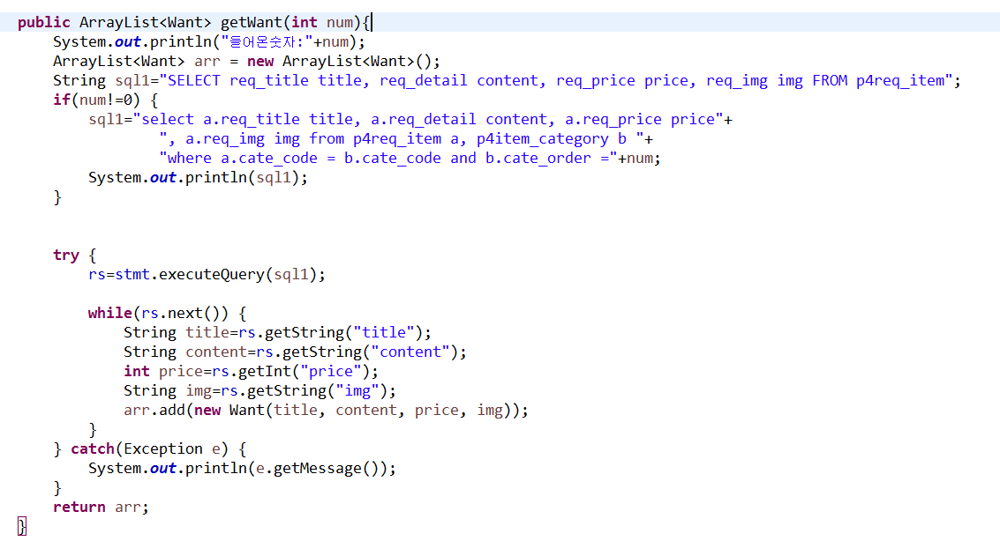 public ArrayList<Want> getWant(int num){
System.out.println("들어온숫자:"+num);
ArrayList<Want> arr = new ArrayList<Want>();
String sql1="SELECT req_title title, req_detail content, req_price price, req_img img FROM p4req_item";
if(num!=0) {
sql1="select a.req_title title, a.req_detail content, a.req_price price"+
", a.req_img img from p4req_item a, p4item_category b "+
"where a.cate_code = b.cate_code and b.cate_order ="+num;
System.out.println(sql1);
}
try {
rs=stmt.executeQuery(sql1);
while(rs.next()) {
String title=rs.getString("title");
String content=rs.getString("content");
int price=rs.getInt("price");
String img=rs.getString("img");
arr.add(new Want(title, content, price, img));
}
} catch(Exception e) {
System.out.println(e.getMessage());
}
return arr;
}